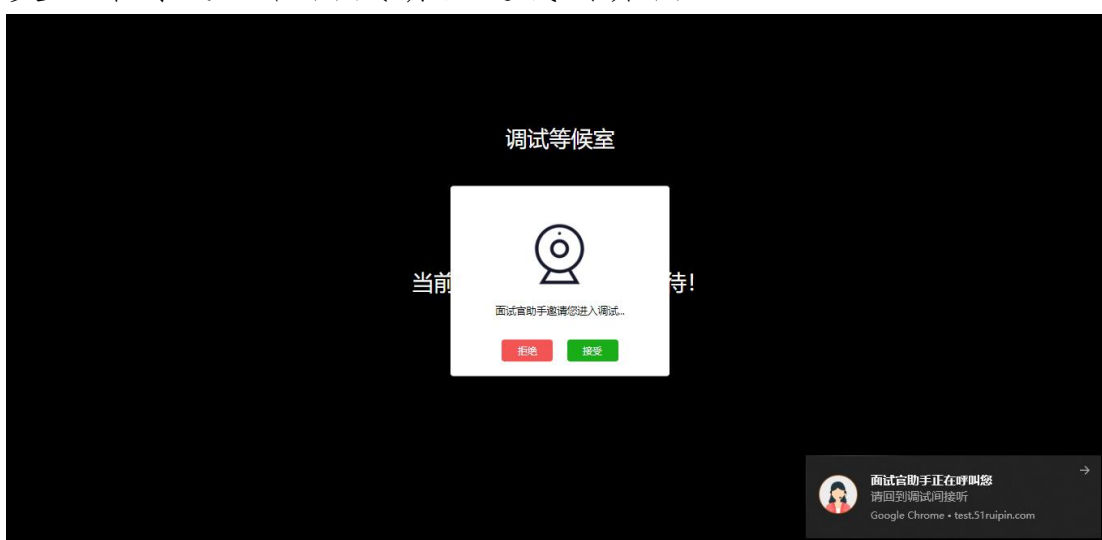 调试等候室
当前
待!
面试官助手邀请您进入调试...
拒绝
接受
面试官助手正在呼叫您
请回到调试间接听
Google Chrome • test.51ruipin.com